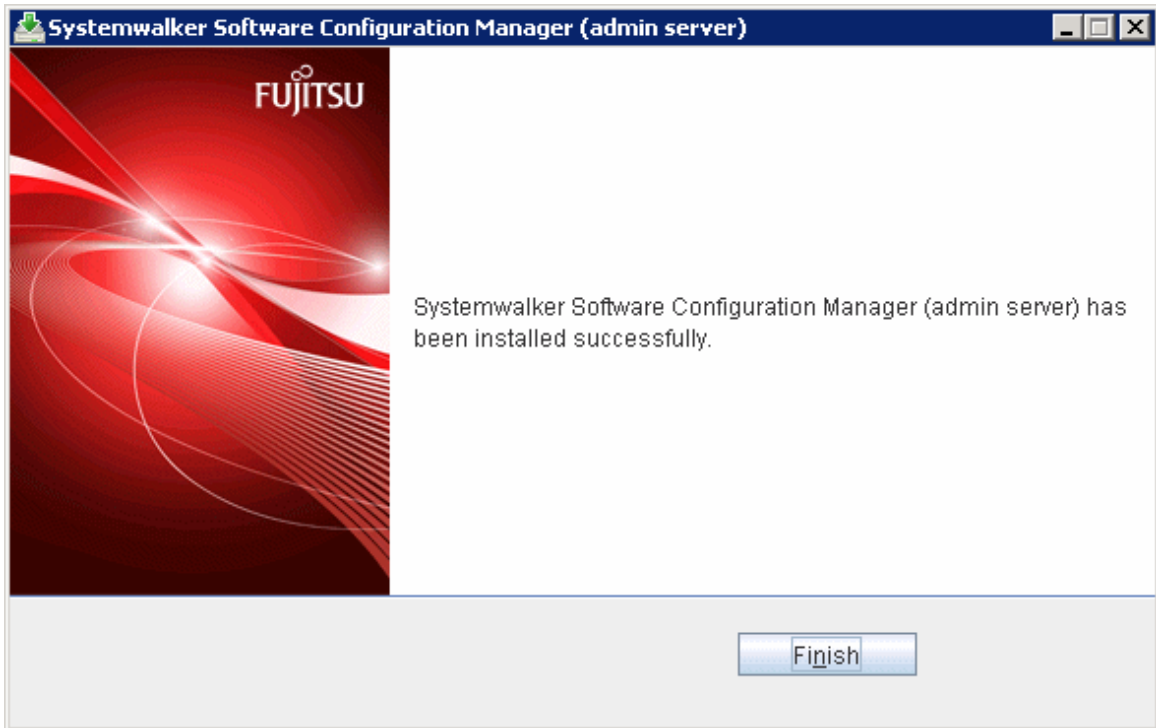 Systemwalker Software Configuration Manager (admin server)
FUJITSU
Systemwalker Software Configuration Manager (admin server) has
been installed successfully.
Finish